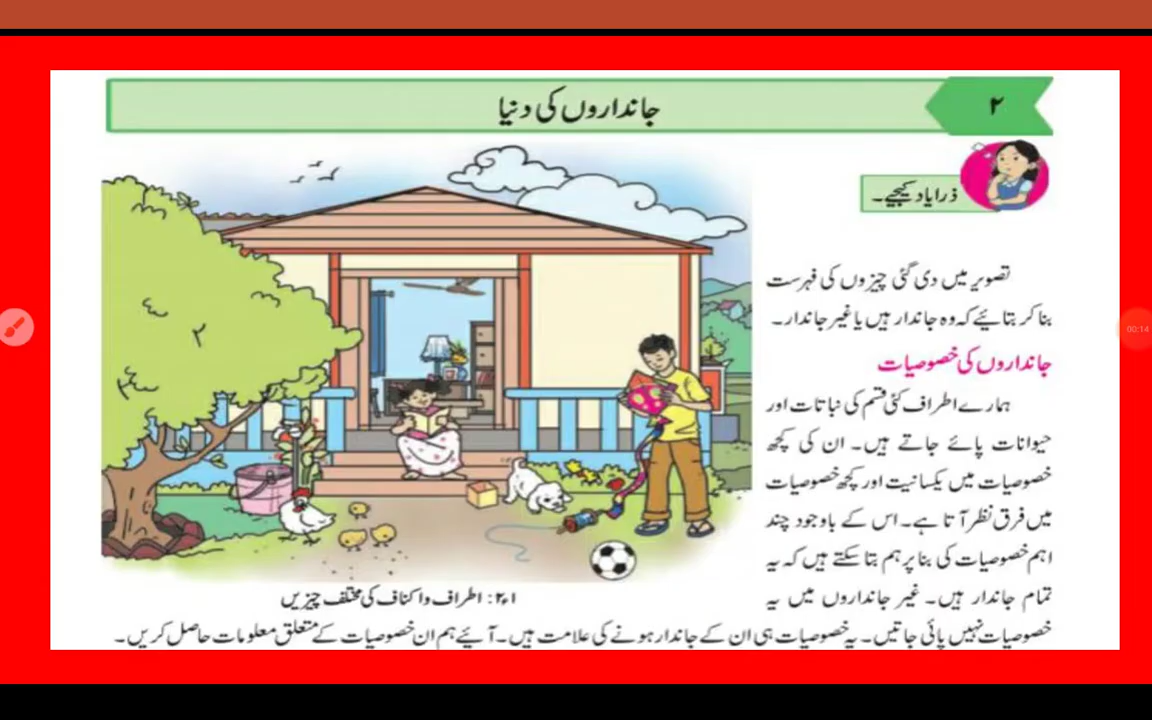 ۲
جانداروں کی دنیا
ذرا یاد کیجیے۔
تصویر میں دی گئی چیزوں کی فہرست
بنا کر بتائیے کہ وہ جاندار ہیں یا غیر جاندار۔
جانداروں کی خصوصیات
ہمارے اطراف کئی قسم کی نباتات اور
حیوانات پائے جاتے ہیں۔ ان کی کچھ
خصوصیات میں یکسانیت اور کچھ خصوصیات
میں فرق نظر آتا ہے۔ اس کے باوجود چند
اہم خصوصیات کی بنا پر ہم بتا سکتے ہیں کہ یہ
تمام جاندار ہیں۔ غیر جانداروں میں یہ
خصوصیات نہیں پائی جاتیں۔ یہ خصوصیات ہی ان کے جاندار ہونے کی علامت ہیں۔ آئیے ہم ان خصوصیات کے متعلق معلومات حاصل کریں۔
۲ء۱ : اطراف و اکناف کی مختلف چیزیں
00:14